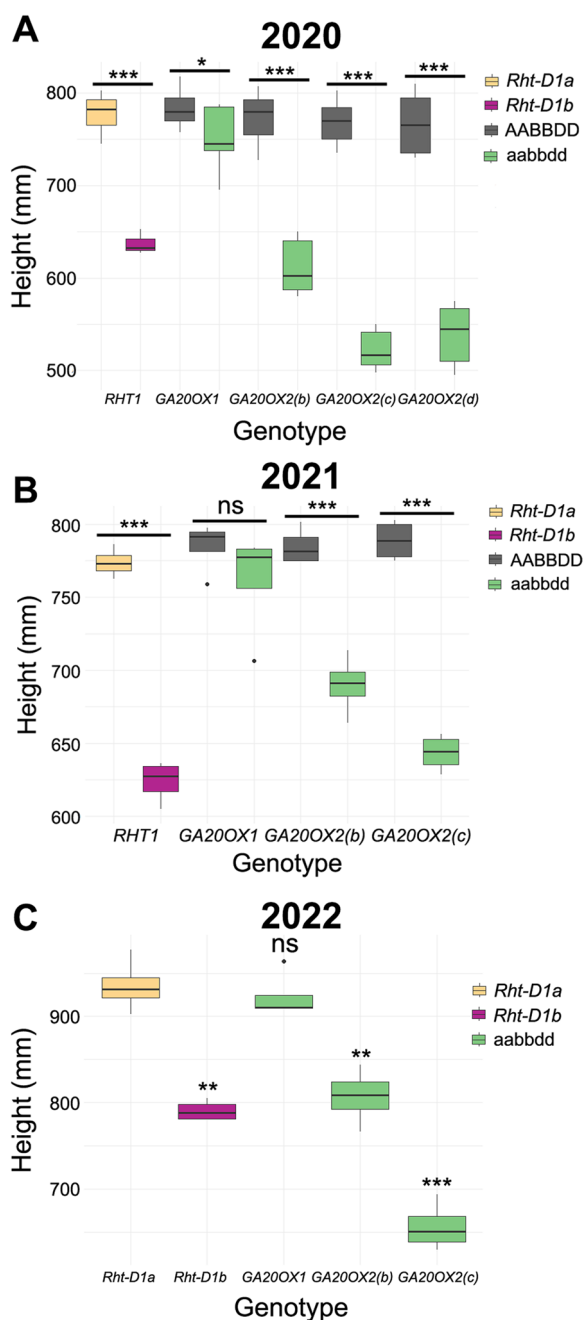 A
2020
***
*
***
***
***
Rht-D1a
Rht-D1b
AABBDD
aabbdd
800
700
600
500
Height (mm)
RHT1 GA20OX1 GA20OX2(b) GA20OX2(c) GA20OX2(d)
Genotype
B
2021
***
ns
***
***
Rht-D1a
Rht-D1b
AABBDD
aabbdd
800
750
700
650
600
Height (mm)
RHT1 GA20OX1 GA20OX2(b) GA20OX2(c)
Genotype
C
2022
ns
**
**
***
Rht-D1a
Rht-D1b
aabbdd
900
800
700
Height (mm)
Rht-D1a Rht-D1b GA20OX1 GA20OX2(b) GA20OX2(c)
Genotype